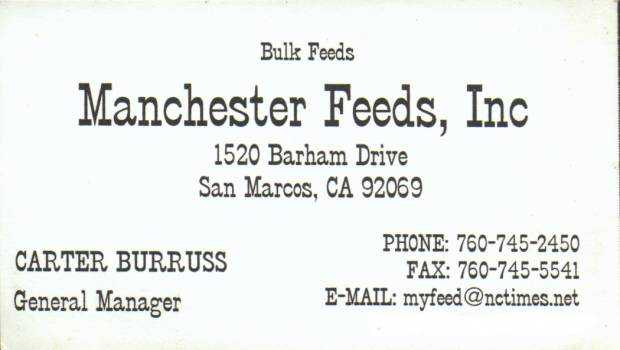 Bulk Feeds
Manchester Feeds, Inc
1520 Barham Drive
San Marcos, CA 92069
CARTER BURRUSS
General Manager
PHONE: 760-745-2450
FAX: 760-745-5541
E-MAIL: myfeed@nctimes.net